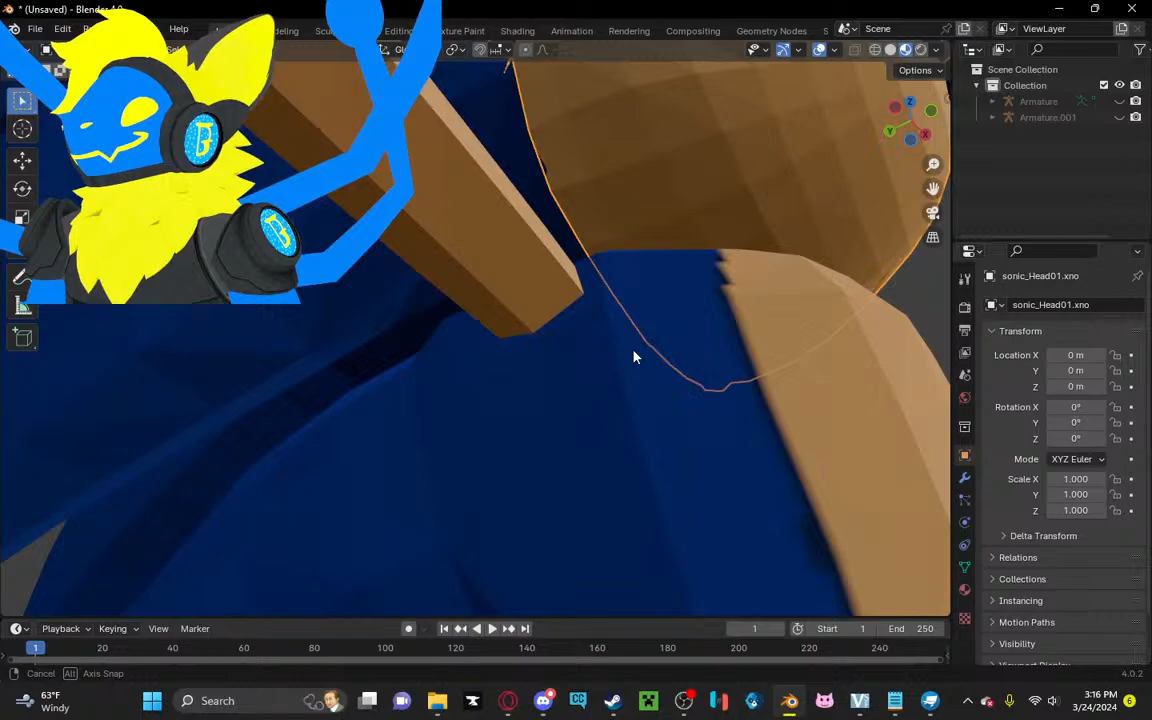 * (Unsaved) - Blender 4.0
File Edit Help Texture Paint Shading Animation Rendering Compositing Geometry Nodes Scene ViewLayer
Options
Z
Y
X
Scene Collection
Collection
Armature
Armature.001
sonic_Head01.xno
sonic_Head01.xno
Transform
Location X 0 m
Y 0 m
Z 0 m
Rotation X 0°
Y 0°
Z 0°
Mode XYZ Euler
Scale X 1.000
Y 1.000
Z 1.000
Delta Transform
Relations
Collections
Instancing
Motion Paths
Visibility
Playback Keying View Marker 1 Start 1 End 250
1 20 40 60 80 100 120 140 160 180 200 220 240
Cancel Alt Axis Snap 4.0.2
63°F
Windy
Search
CC
3:16 PM
3/24/2024
6